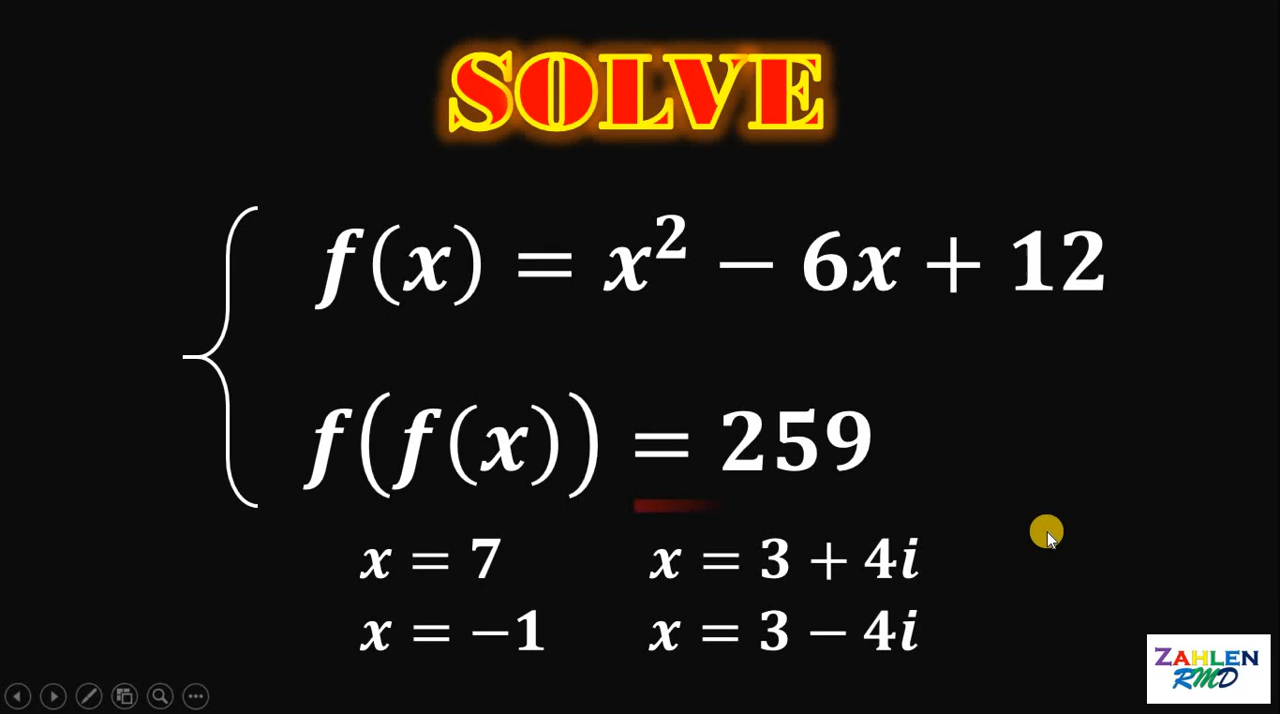 SOLVE
f(x) = x² − 6x + 12
f(f(x)) = 259
x = 7 x = 3 + 4i
x = −1 x = 3 − 4i
ZAHLEN
RMD